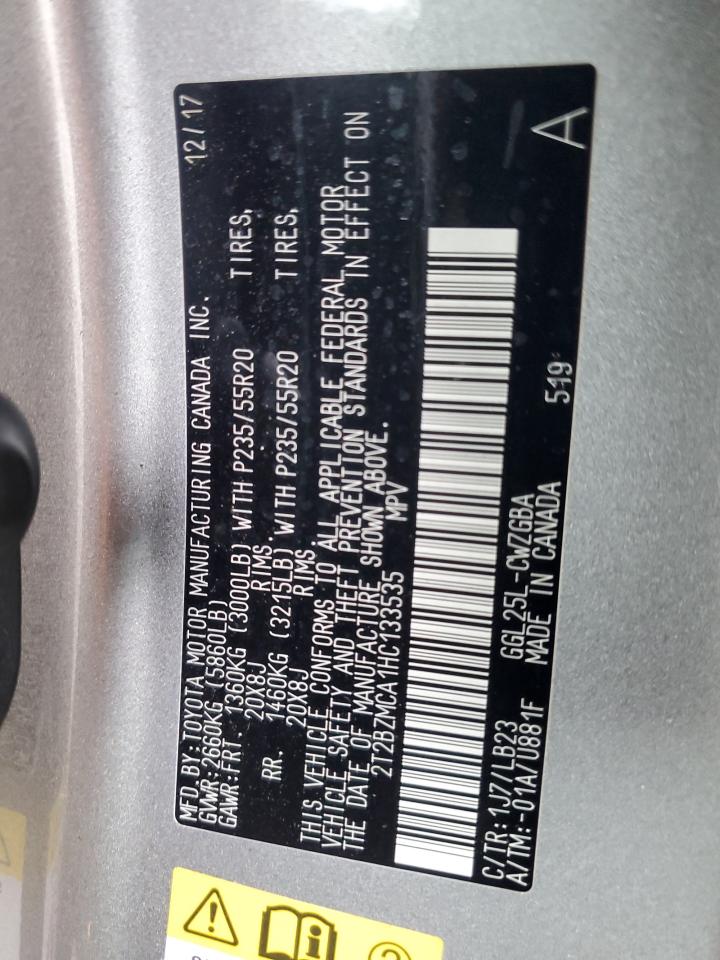 MFD.BY:TOYOTA MOTOR MANUFACTURING CANADA INC. 12/17
GVWR:2660KG (5860LB)
GAWR:FRT. 1360KG (3000LB) WITH P235/55R20 TIRES,
20X8J RIMS.
RR. 1460KG (3215LB) WITH P235/55R20 TIRES,
20X8J RIMS.
THIS VEHICLE CONFORMS TO ALL APPLICABLE FEDERAL MOTOR
VEHICLE SAFETY AND THEFT PREVENTION STANDARDS IN EFFECT ON
THE DATE OF MANUFACTURE SHOWN ABOVE.
2T2BZMCA1HC133535 MPV
C/TR:1J7/LB23 GGL25L-CWZGBA 519 A
A/TM:-01A/U881F MADE IN CANADA